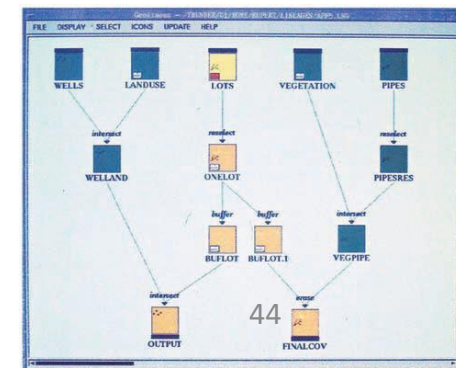 FILE DISPLAY SELECT ICONS UPDATE HELP
WELLS LANDUSE LOTS VEGETATION PIPES
intersect reselect reselect
WELLAND ONELOT PIPESRES
buffer buffer intersect
BUFLOT BUFLOT.1 VEGPIPE
intersect erase
44
OUTPUT FINALCOV